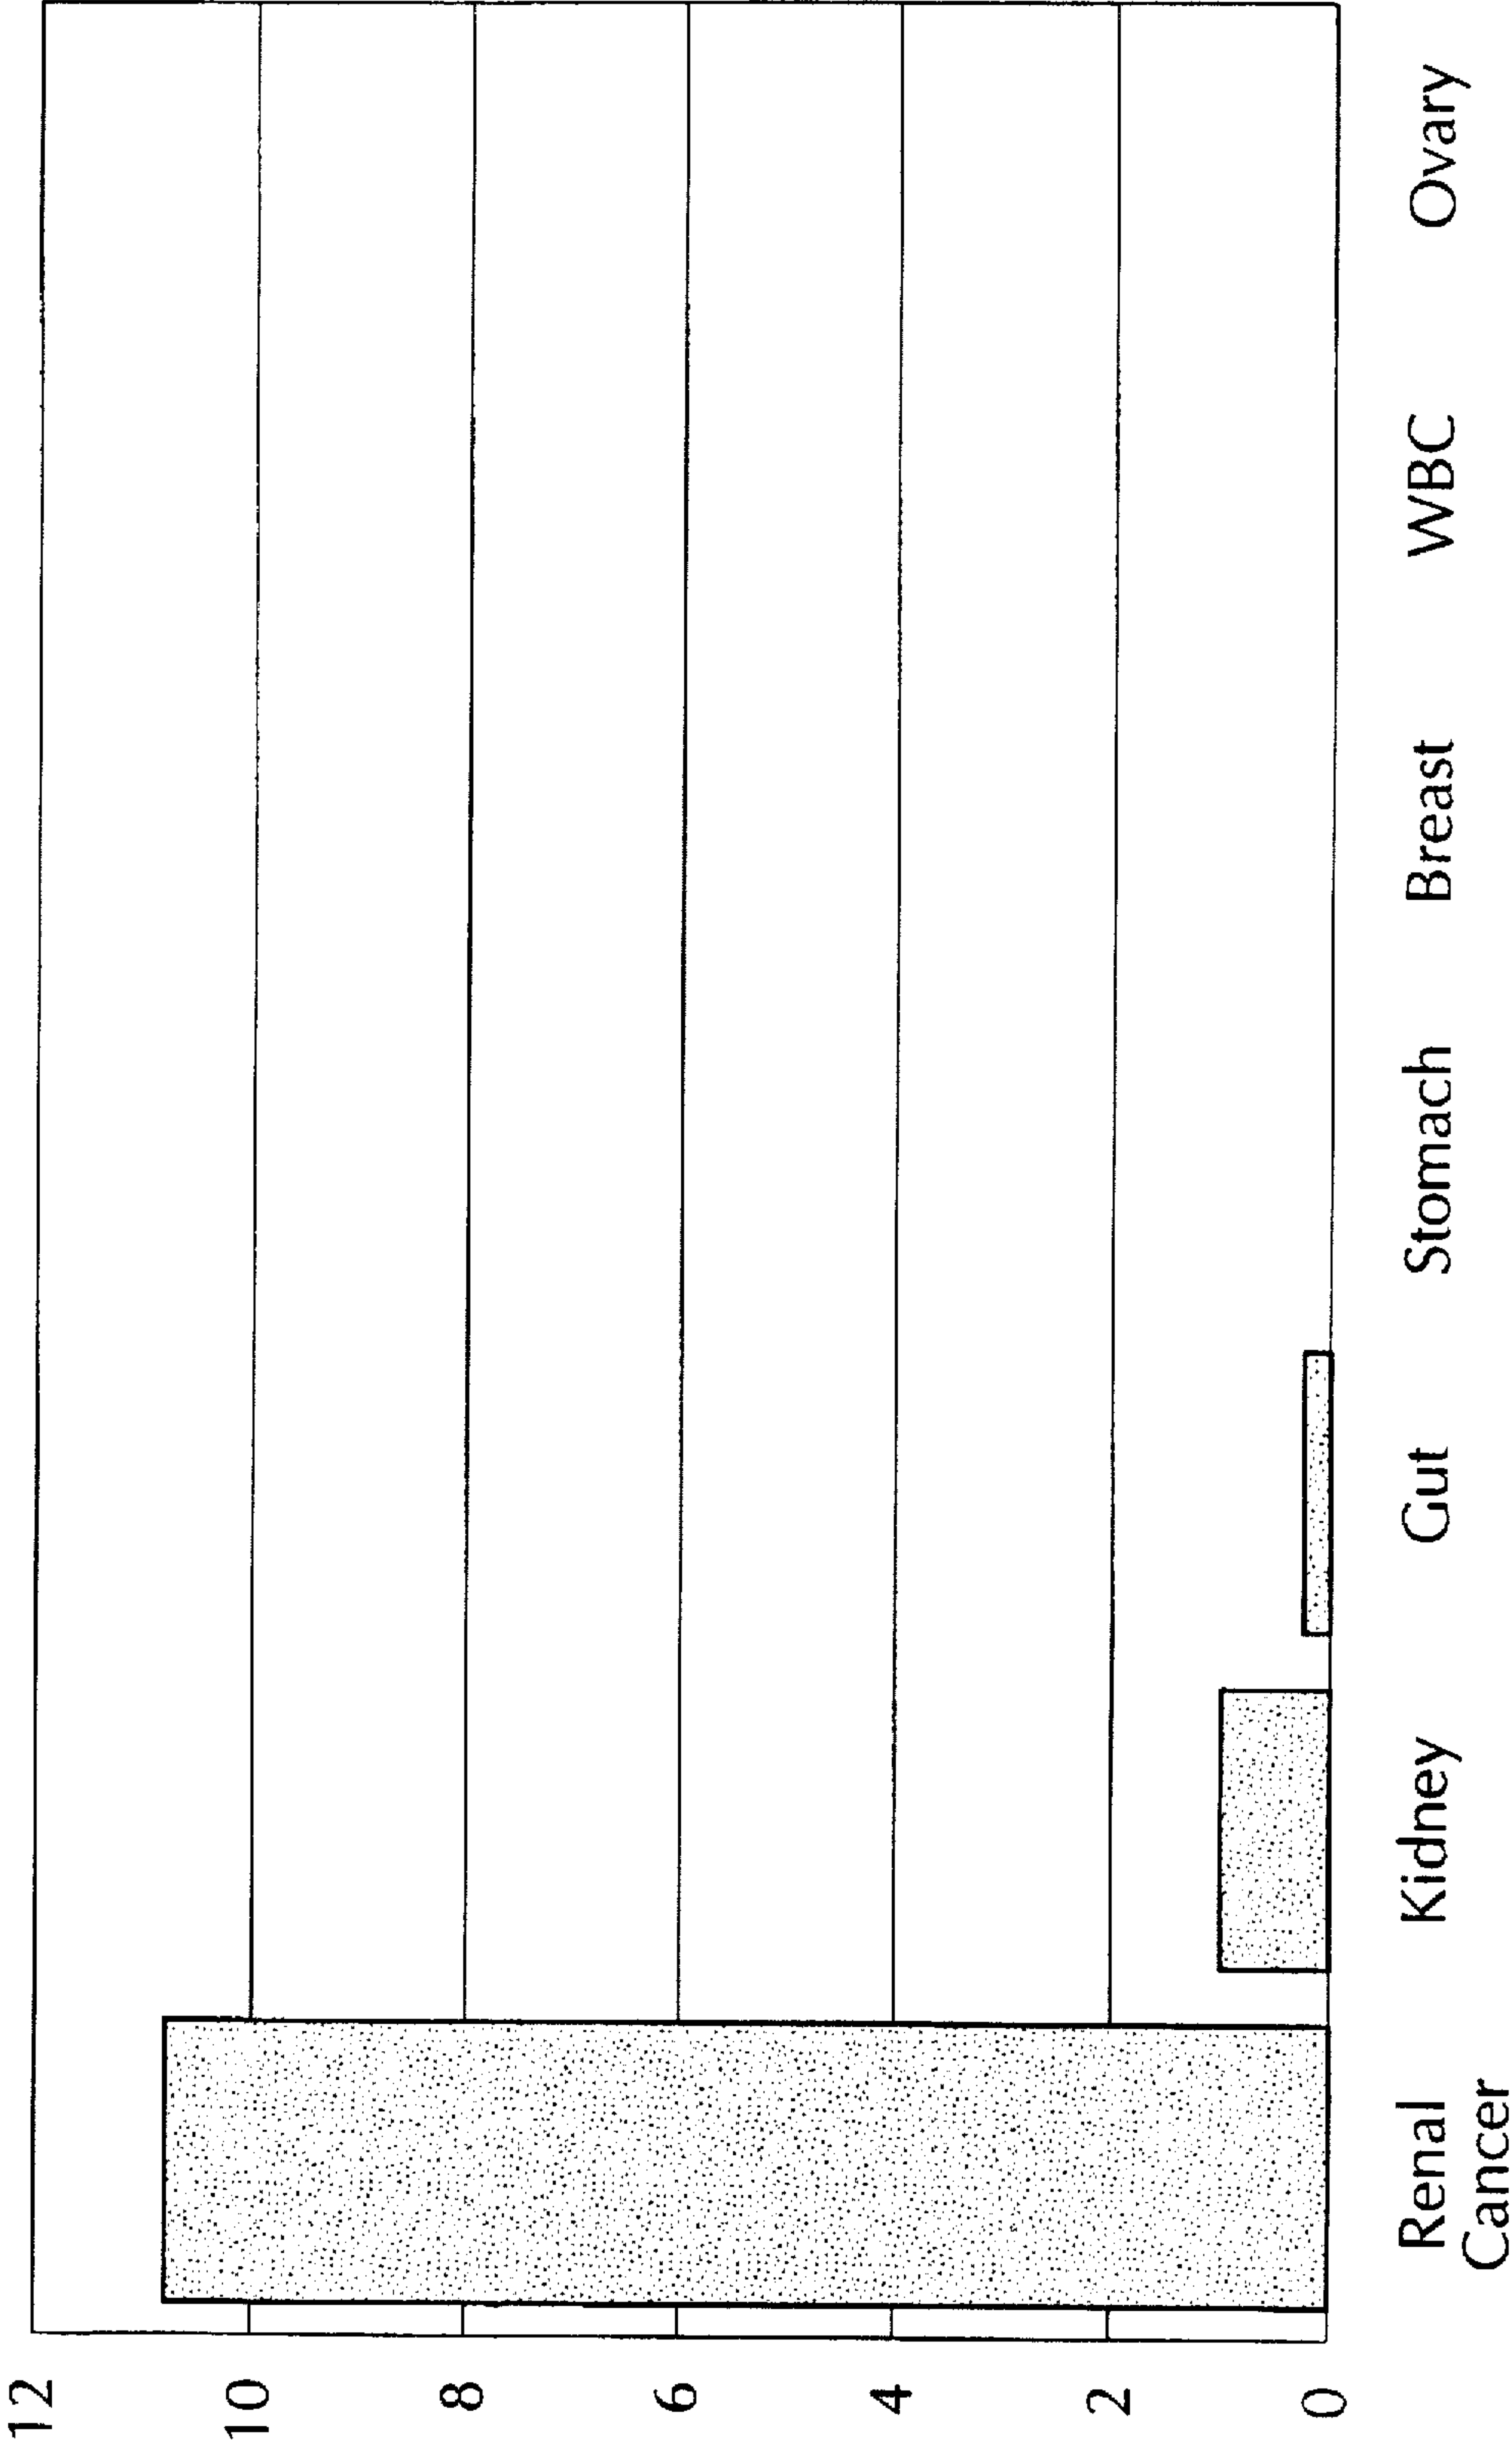 12
10
8
6
4
2
0
Renal
Cancer
Kidney
Gut
Stomach
Breast
WBC
Ovary